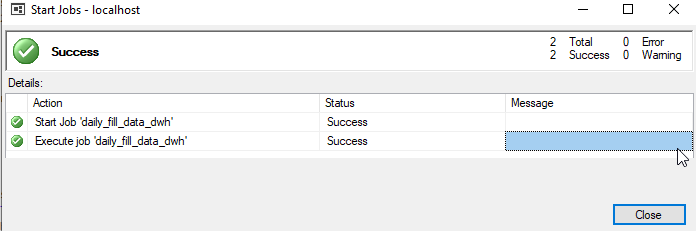 Start Jobs - localhost
Success
2 Total 0 Error
2 Success 0 Warning
Details:
Action Status Message
Start Job 'daily_fill_data_dwh' Success
Execute job 'daily_fill_data_dwh' Success
Close